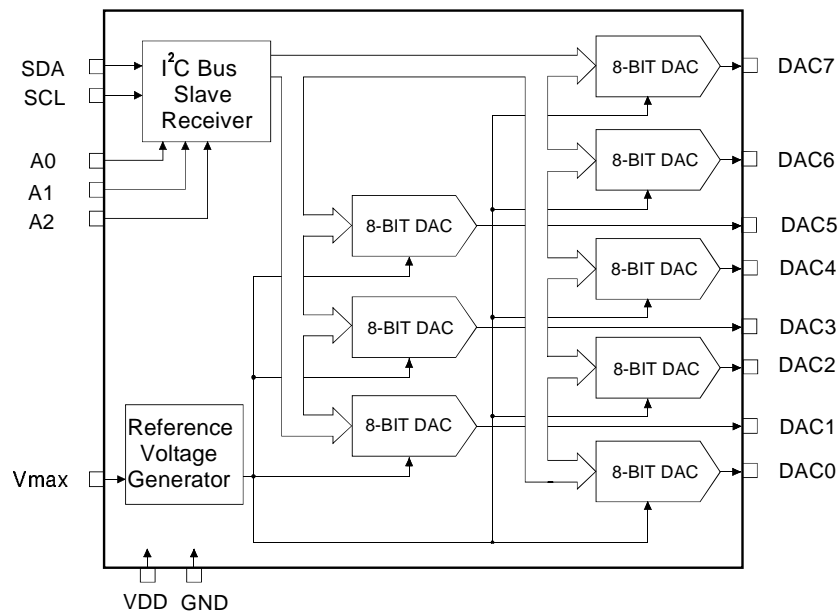 SDA
SCL
A0
A1
A2
I²C Bus
Slave
Receiver
8-BIT DAC
DAC7
8-BIT DAC
DAC6
8-BIT DAC
DAC5
8-BIT DAC
DAC4
8-BIT DAC
DAC3
8-BIT DAC
DAC2
8-BIT DAC
DAC1
8-BIT DAC
DAC0
Vmax
Reference
Voltage
Generator
VDD
GND